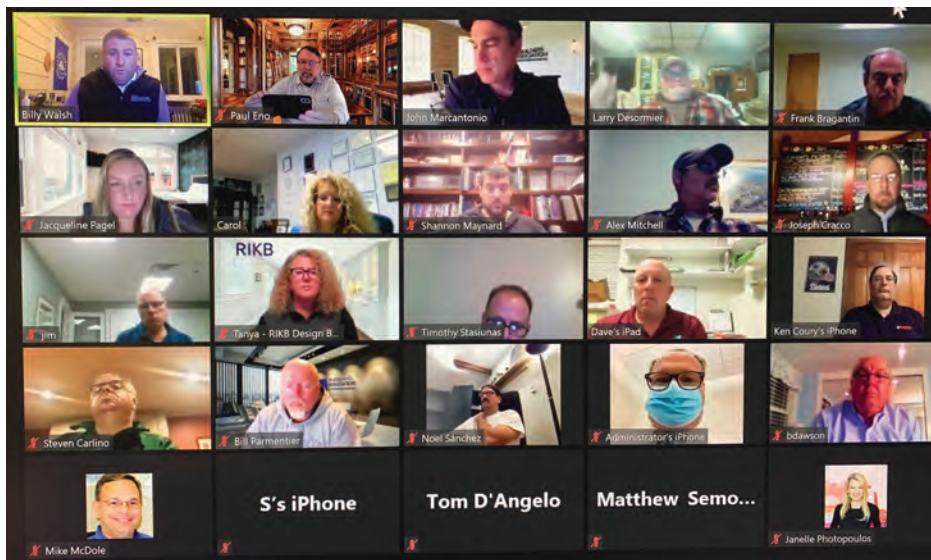 Billy Walsh
Paul Eno
John Marcantonio
Larry Desormier
Frank Bragantin
Jacqueline Pagel
Carol
Shannon Maynard
Alex Mitchell
Joseph Cracco
jim
RIKB
Tanya - RIKB Design B...
Timothy Stasiunas
Dave's iPad
Ken Coury's iPhone
Steven Carlino
Bill Parmentier
Noel Sánchez
Administrator's iPhone
bdawson
Mike McDole
S's iPhone
Tom D'Angelo
Matthew Semo...
Janelle Photopoulos